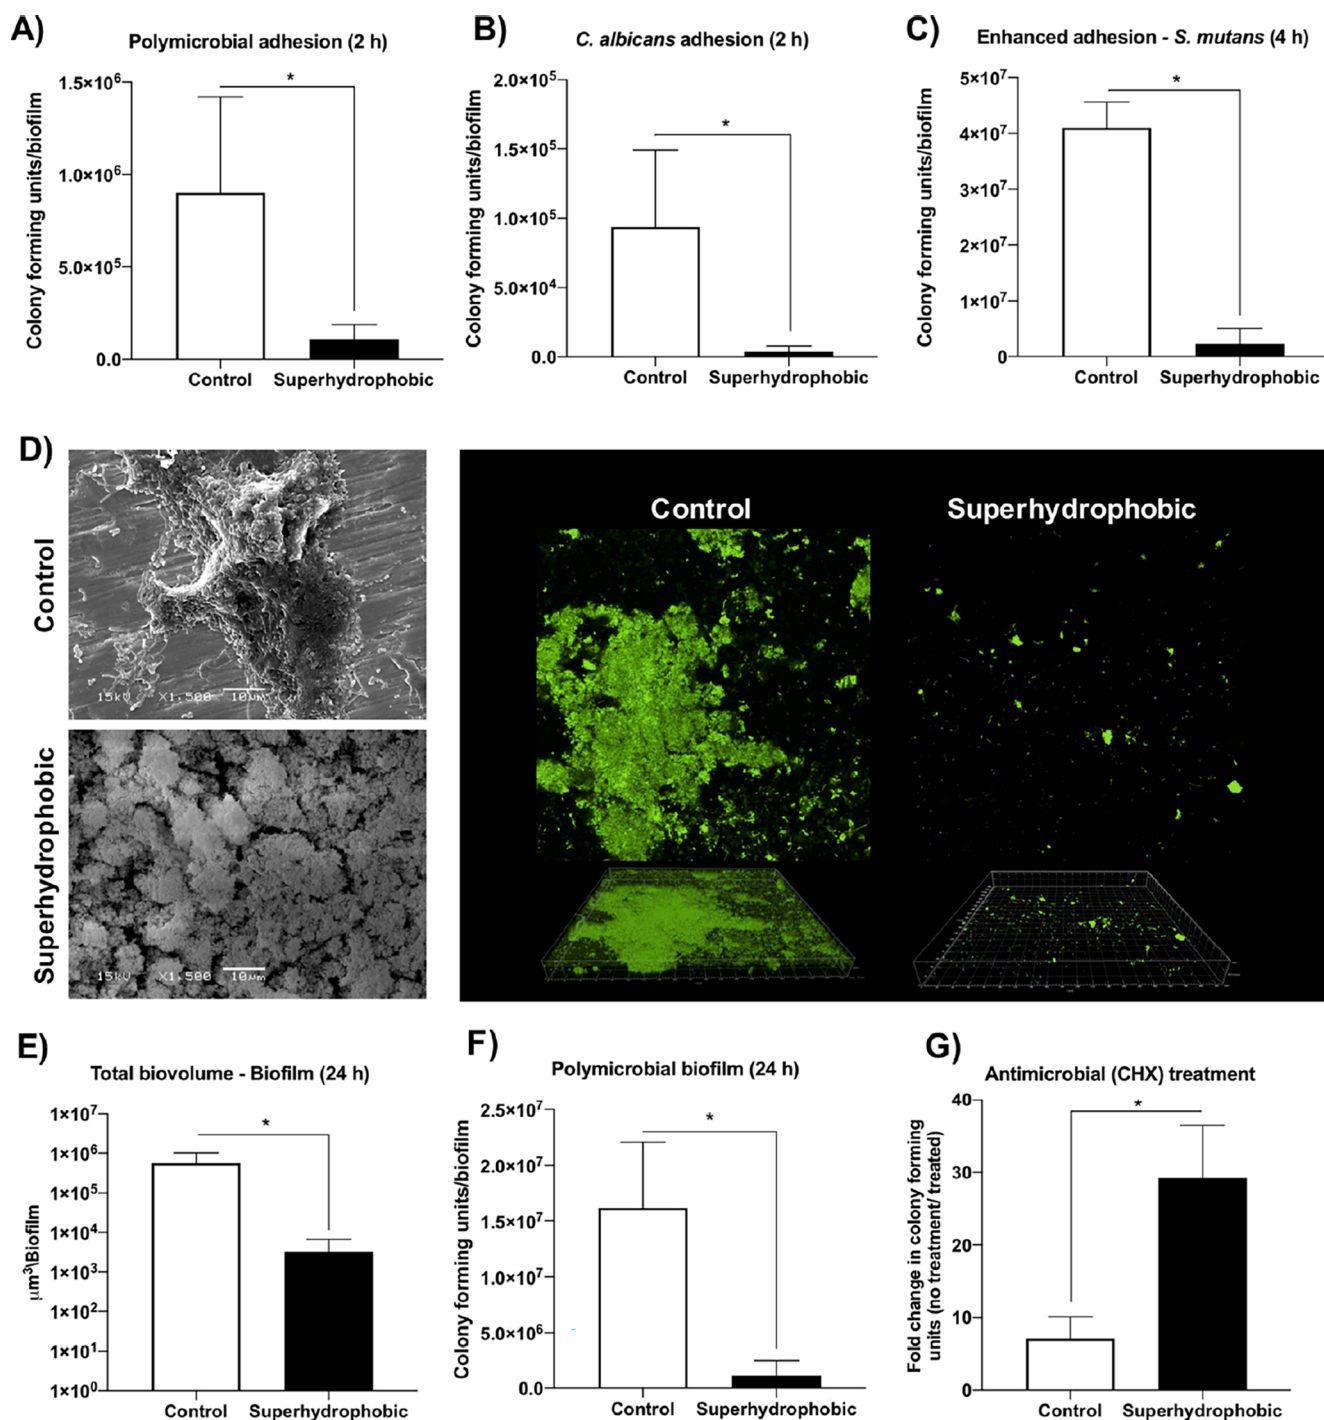 A)
Polymicrobial adhesion (2 h)
Colony forming units/biofilm
1.5×10⁶
1.0×10⁶
5.0×10⁵
0.0
*
Control
Superhydrophobic
B)
C. albicans adhesion (2 h)
Colony forming units/biofilm
2.0×10⁵
1.5×10⁵
1.0×10⁵
5.0×10⁴
0.0
*
Control
Superhydrophobic
C)
Enhanced adhesion - S. mutans (4 h)
Colony forming units/biofilm
5×10⁷
4×10⁷
3×10⁷
2×10⁷
1×10⁷
0
*
Control
Superhydrophobic
D)
Control
15kV X1,500 10µm
Superhydrophobic
15kV X1,500 10µm
Control
Superhydrophobic
E)
Total biovolume - Biofilm (24 h)
µm³\Biofilm
1×10⁷
1×10⁶
1×10⁵
1×10⁴
1×10³
1×10²
1×10¹
1×10⁰
*
Control
Superhydrophobic
F)
Polymicrobial biofilm (24 h)
Colony forming units/biofilm
2.5×10⁷
2.0×10⁷
1.5×10⁷
1.0×10⁷
5.0×10⁶
0.0
*
Control
Superhydrophobic
G)
Antimicrobial (CHX) treatment
Fold change in colony forming
units (no treatment/ treated)
40
30
20
10
0
*
Control
Superhydrophobic